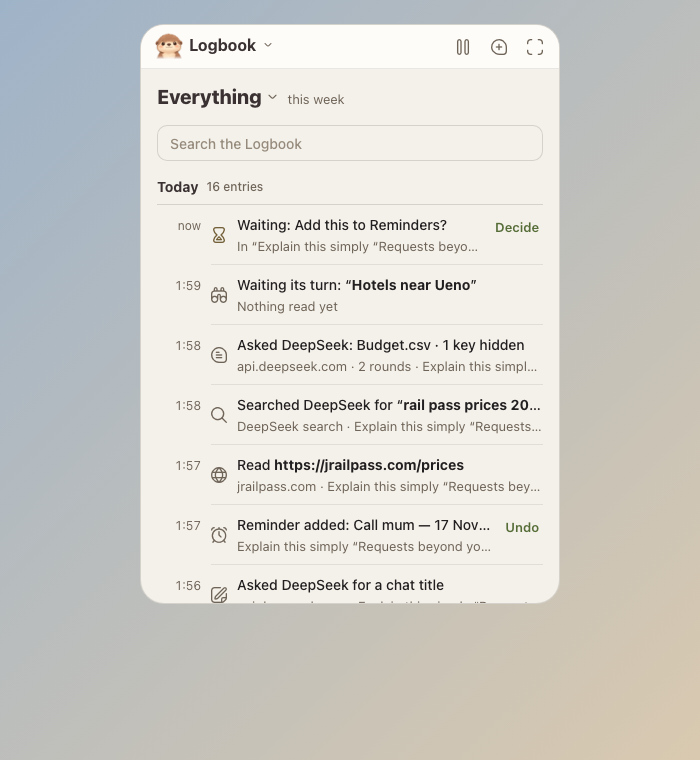 Logbook
Everything this week
Search the Logbook
Today 16 entries
now Waiting: Add this to Reminders? Decide
In “Explain this simply “Requests beyo…
1:59 Waiting its turn: “Hotels near Ueno”
Nothing read yet
1:58 Asked DeepSeek: Budget.csv · 1 key hidden
api.deepseek.com · 2 rounds · Explain this simpl…
1:58 Searched DeepSeek for “rail pass prices 20…
DeepSeek search · Explain this simply “Requests…
1:57 Read https://jrailpass.com/prices
jrailpass.com · Explain this simply “Requests bey…
1:57 Reminder added: Call mum — 17 Nov… Undo
Explain this simply “Requests beyond yo…
1:56 Asked DeepSeek for a chat title